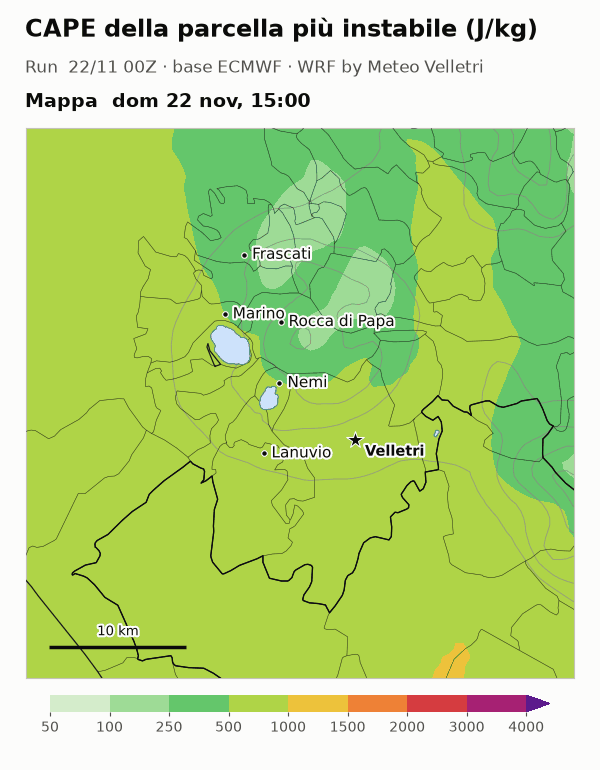 CAPE della parcella più instabile (J/kg)
Run  22/11 00Z · base ECMWF · WRF by Meteo Velletri
Mappa  dom 22 nov, 15:00
Frascati
Marino
Rocca di Papa
Nemi
Velletri
Lanuvio
10 km
50 100 250 500 1000 1500 2000 3000 4000